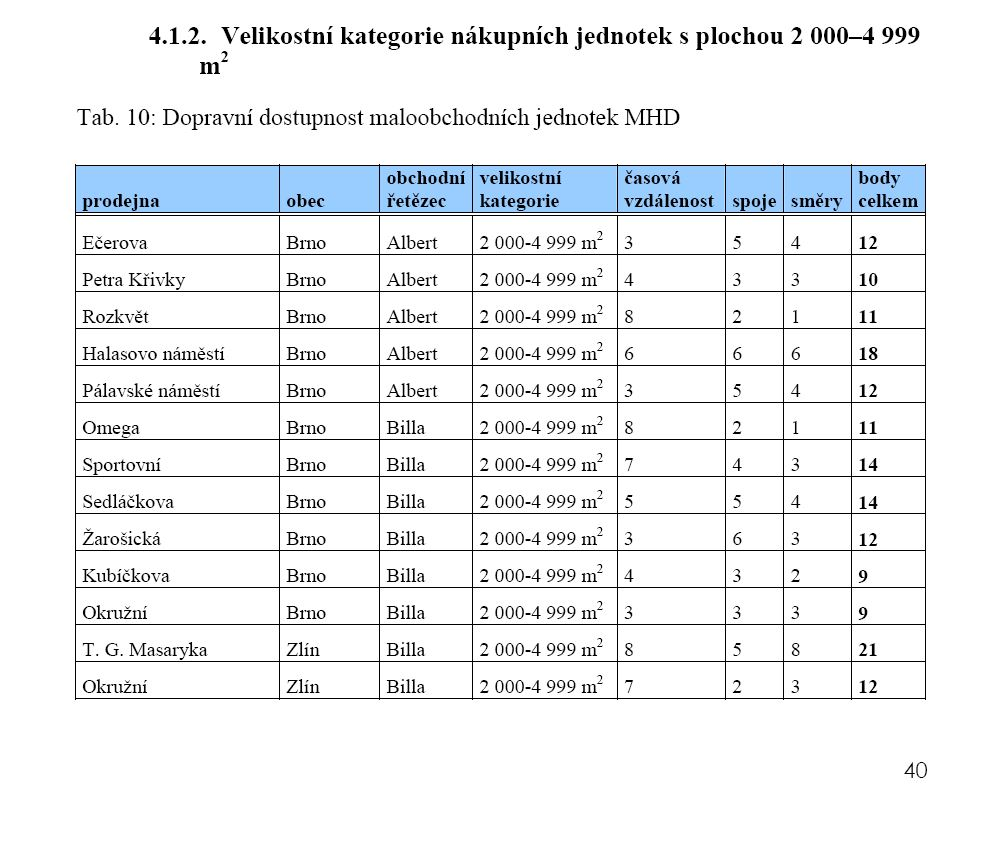 4.1.2. Velikostní kategorie nákupních jednotek s plochou 2 000–4 999
m²
Tab. 10: Dopravní dostupnost maloobchodních jednotek MHD
prodejna obec obchodní řetězec velikostní kategorie časová vzdálenost spoje směry body celkem
Ečerova Brno Albert 2 000-4 999 m² 3 5 4 12
Petra Křivky Brno Albert 2 000-4 999 m² 4 3 3 10
Rozkvět Brno Albert 2 000-4 999 m² 8 2 1 11
Halasovo náměstí Brno Albert 2 000-4 999 m² 6 6 6 18
Pálavské náměstí Brno Albert 2 000-4 999 m² 3 5 4 12
Omega Brno Billa 2 000-4 999 m² 8 2 1 11
Sportovní Brno Billa 2 000-4 999 m² 7 4 3 14
Sedláčkova Brno Billa 2 000-4 999 m² 5 5 4 14
Žarošická Brno Billa 2 000-4 999 m² 3 6 3 12
Kubíčkova Brno Billa 2 000-4 999 m² 4 3 2 9
Okružní Brno Billa 2 000-4 999 m² 3 3 3 9
T. G. Masaryka Zlín Billa 2 000-4 999 m² 8 5 8 21
Okružní Zlín Billa 2 000-4 999 m² 7 2 3 12
40